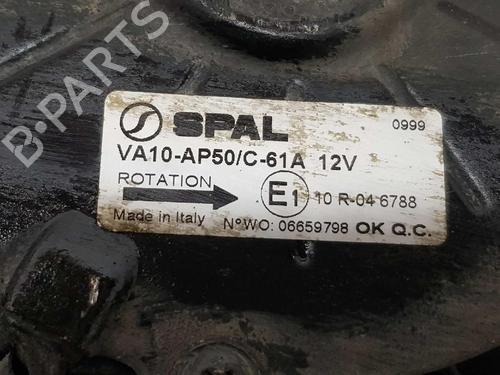 B-PARTS
SPAL 0999
VA10-AP50/C-61A 12V
ROTATION E1 10 R-04 6788
Made in Italy N°WO: 06659798 OK Q.C.